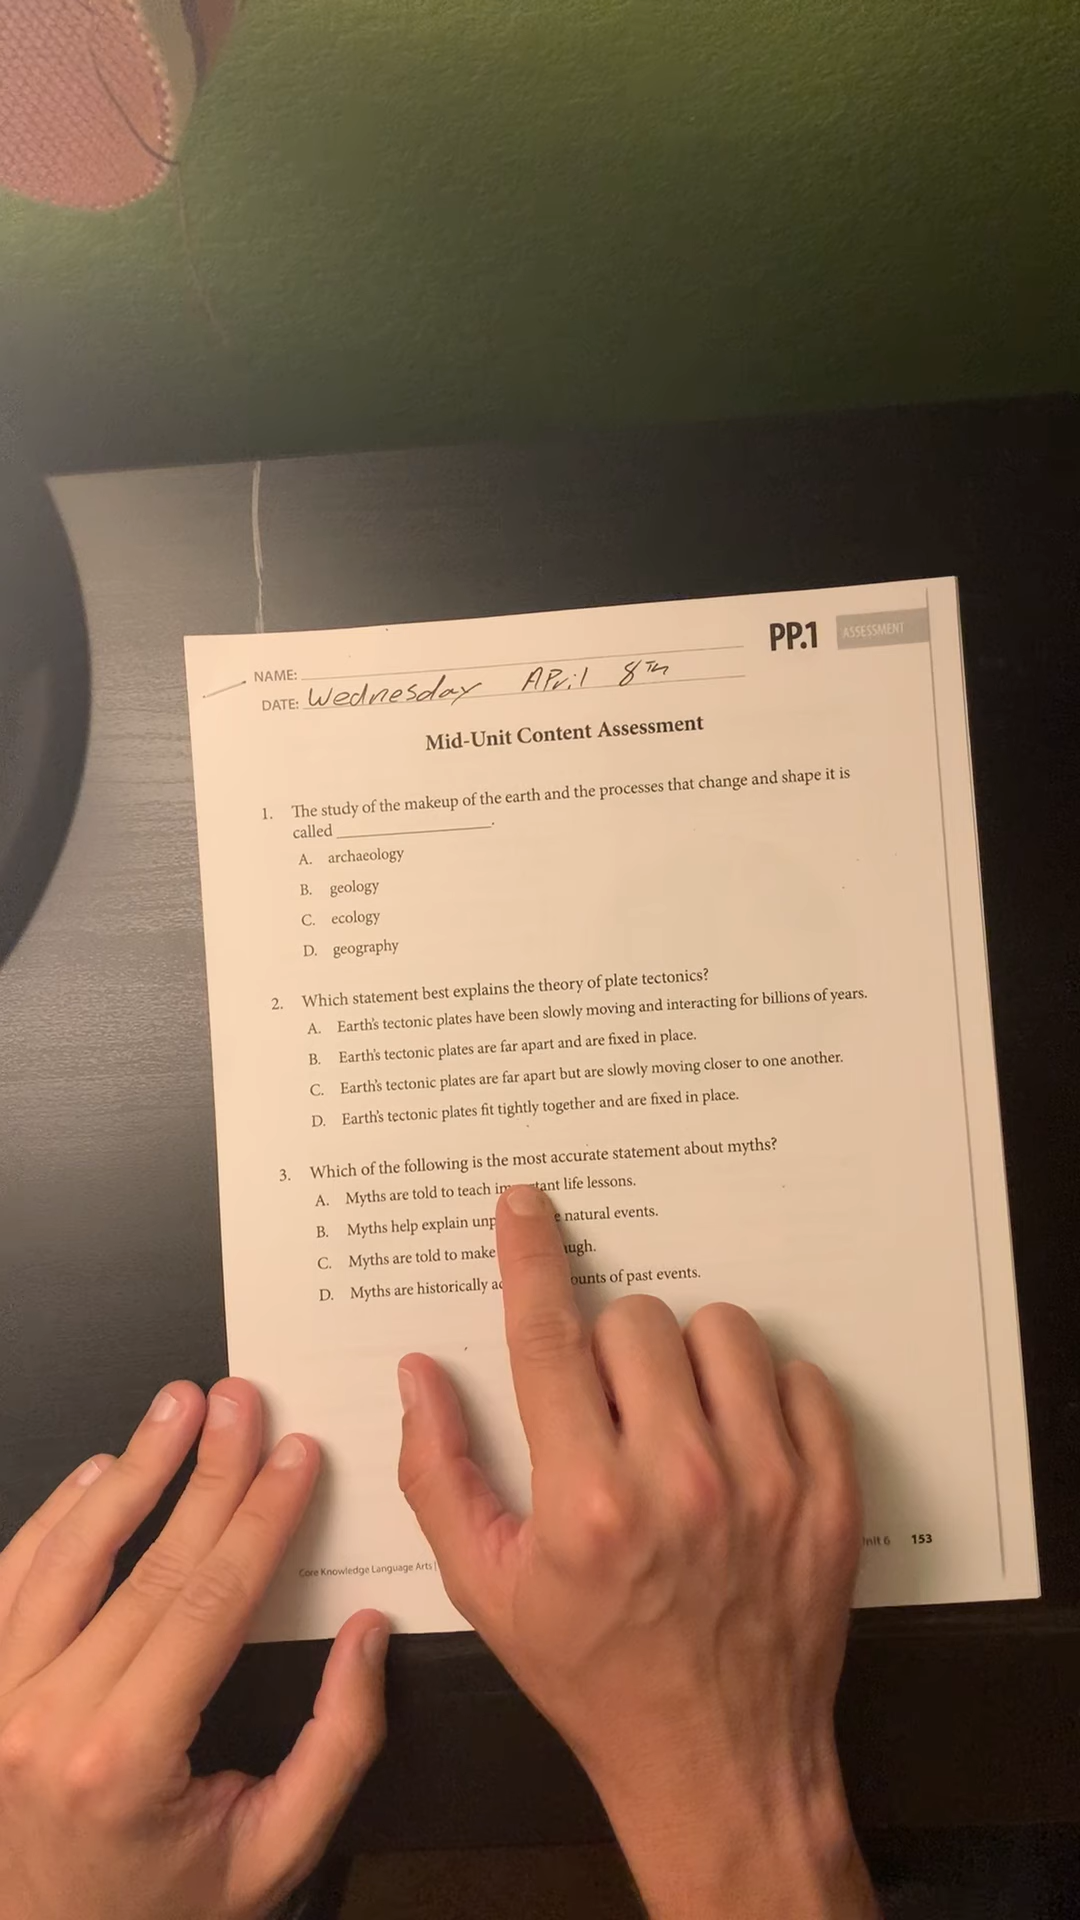 PP.1 ASSESSMENT
NAME:
DATE: Wednesday April 8TH
Mid-Unit Content Assessment
1. The study of the makeup of the earth and the processes that change and shape it is
called ____________.
A. archaeology
B. geology
C. ecology
D. geography
2. Which statement best explains the theory of plate tectonics?
A. Earth's tectonic plates have been slowly moving and interacting for billions of years.
B. Earth's tectonic plates are far apart and are fixed in place.
C. Earth's tectonic plates are far apart but are slowly moving closer to one another.
D. Earth's tectonic plates fit tightly together and are fixed in place.
3. Which of the following is the most accurate statement about myths?
A. Myths are told to teach life lessons.
B. Myths help explain natural events.
C. Myths are told to make
D. Myths are historically of past events.
Core Knowledge Language Arts | Unit 6 153